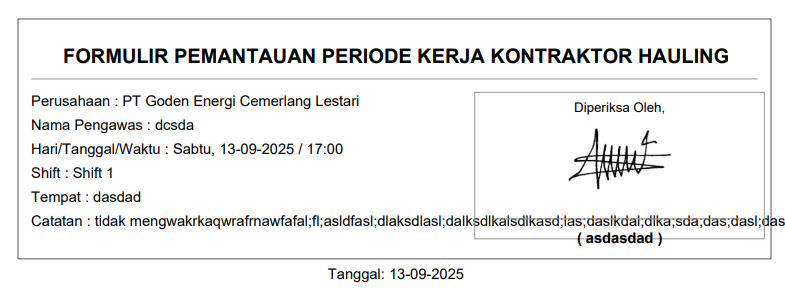 FORMULIR PEMANTAUAN PERIODE KERJA KONTRAKTOR HAULING
Perusahaan : PT Goden Energi Cemerlang Lestari
Nama Pengawas : dcsda
Hari/Tanggal/Waktu : Sabtu, 13-09-2025 / 17:00
Shift : Shift 1
Tempat : dasdad
Catatan : tidak mengwakrkaqwrafrnawfafal;fl;asldfasl;dlaksdlasl;dalksdlkalsdlkasd;las;daslkdal;dlka;sda;das;dasl;das
Diperiksa Oleh,
( asdasdad )
Tanggal: 13-09-2025